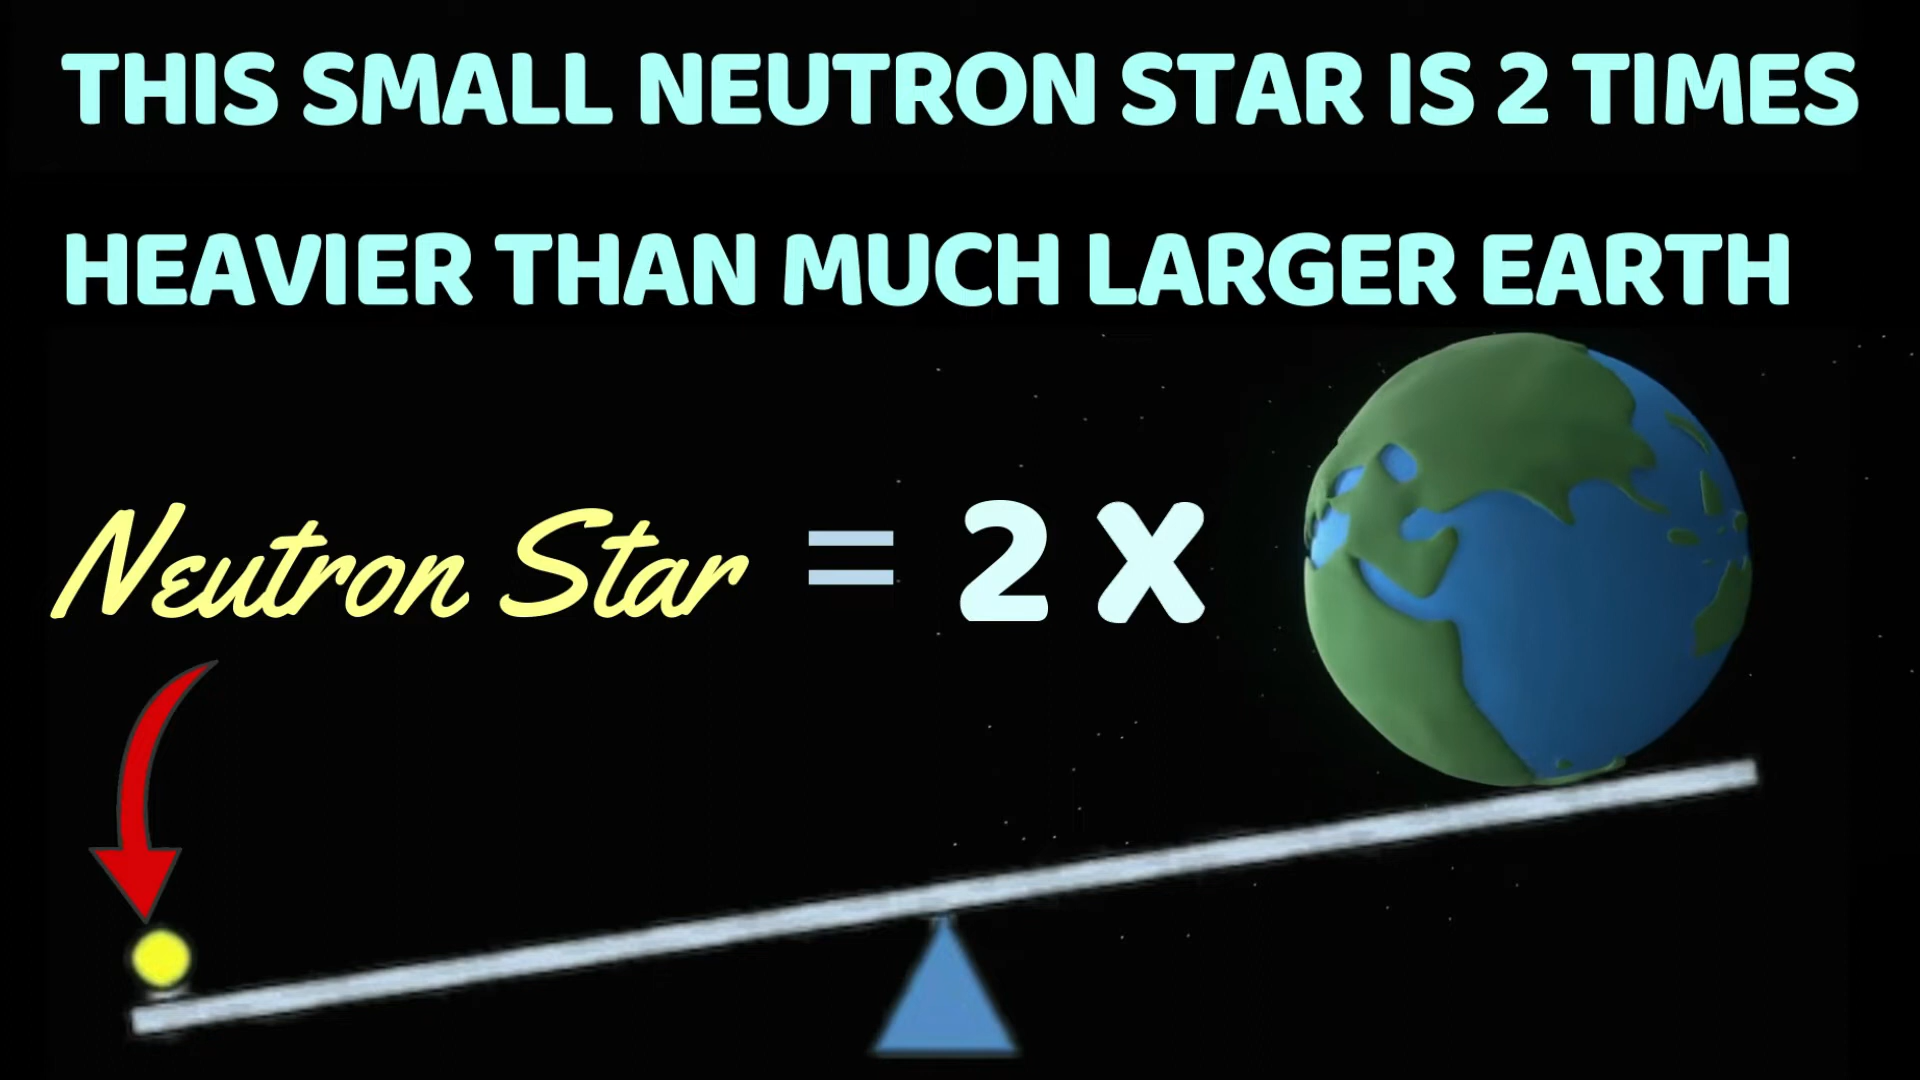 THIS SMALL NEUTRON STAR IS 2 TIMES
HEAVIER THAN MUCH LARGER EARTH
Neutron Star = 2 X